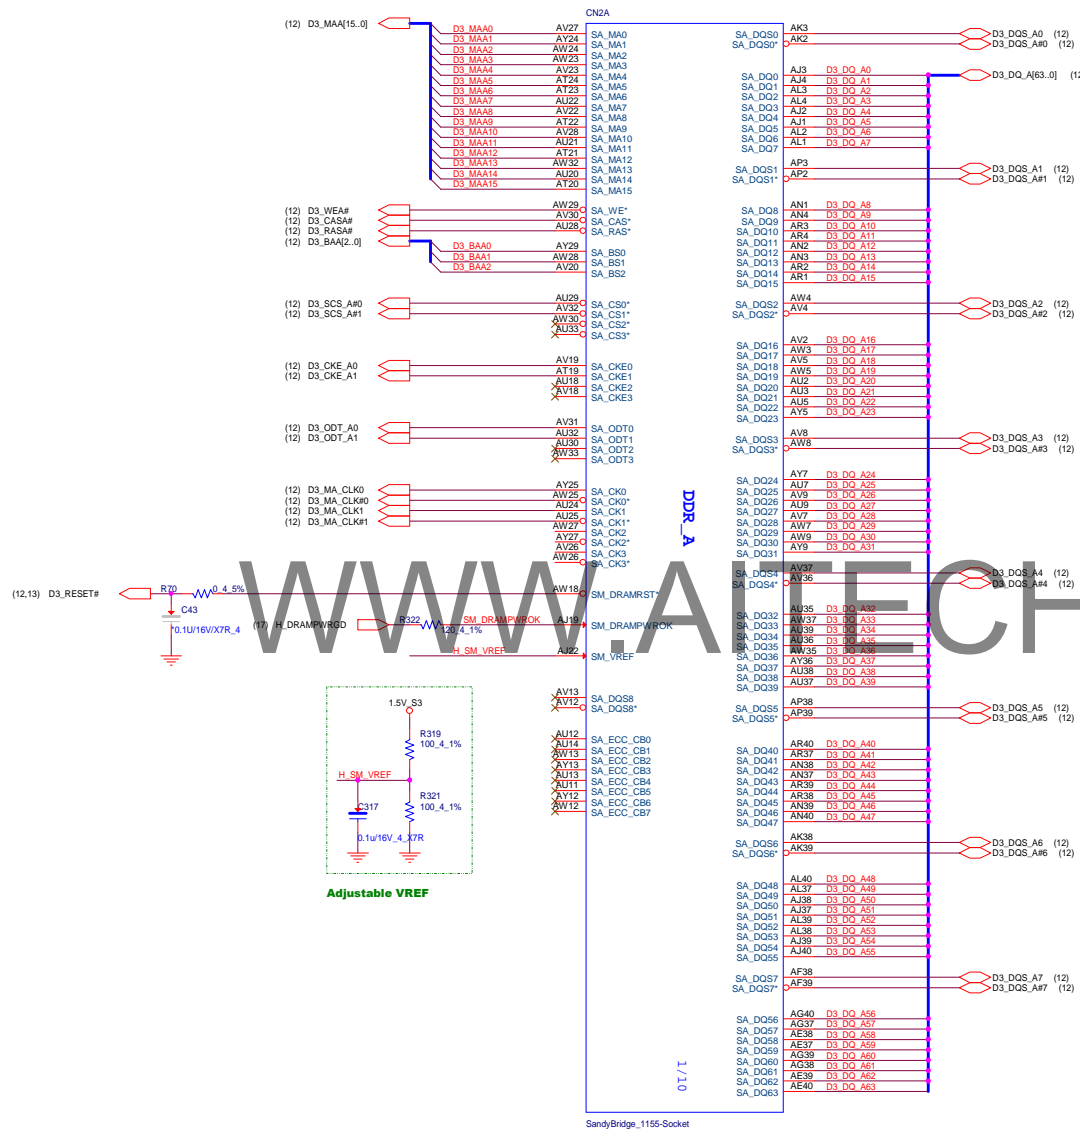 CN2A
(12) D3_MAA[15..0]
D3_MAA0 AV27 SA_MA0
D3_MAA1 AY24 SA_MA1
D3_MAA2 AW24 SA_MA2
D3_MAA3 AW23 SA_MA3
D3_MAA4 AV23 SA_MA4
D3_MAA5 AT24 SA_MA5
D3_MAA6 AT23 SA_MA6
D3_MAA7 AU22 SA_MA7
D3_MAA8 AV22 SA_MA8
D3_MAA9 AT22 SA_MA9
D3_MAA10 AV28 SA_MA10
D3_MAA11 AU21 SA_MA11
D3_MAA12 AT21 SA_MA12
D3_MAA13 AW32 SA_MA13
D3_MAA14 AU20 SA_MA14
D3_MAA15 AT20 SA_MA15
(12) D3_WEA# AW29 SA_WE*
(12) D3_CASA# AV30 SA_CAS*
(12) D3_RASA# AU28 SA_RAS*
(12) D3_BAA[2..0]
D3_BAA0 AY29 SA_BS0
D3_BAA1 AW28 SA_BS1
D3_BAA2 AV20 SA_BS2
(12) D3_SCS_A#0 AU29 SA_CS0*
(12) D3_SCS_A#1 AV32 SA_CS1*
AW30 SA_CS2*
AU33 SA_CS3*
(12) D3_CKE_A0 AV19 SA_CKE0
(12) D3_CKE_A1 AT19 SA_CKE1
AU18 SA_CKE2
AV18 SA_CKE3
(12) D3_ODT_A0 AV31 SA_ODT0
(12) D3_ODT_A1 AU32 SA_ODT1
AU30 SA_ODT2
AW33 SA_ODT3
(12) D3_MA_CLK0 AY25 SA_CK0
(12) D3_MA_CLK#0 AW25 SA_CK0*
(12) D3_MA_CLK1 AU24 SA_CK1
(12) D3_MA_CLK#1 AU25 SA_CK1*
AW27 SA_CK2
AY27 SA_CK2*
AV26 SA_CK3
AW26 SA_CK3*
(12,13) D3_RESET# R70 0_4_5% AW18 SM_DRAMRST*
C43
*0.1U/16V/X7R_4
(17) H_DRAMPWRGD R322 120_4_1% SM_DRAMPWROK AJ19 SM_DRAMPWROK
H_SM_VREF AJ22 SM_VREF
AV13 SA_DQS8
AV12 SA_DQS8*
AU12 SA_ECC_CB0
AU14 SA_ECC_CB1
AW13 SA_ECC_CB2
AY13 SA_ECC_CB3
AU13 SA_ECC_CB4
AU11 SA_ECC_CB5
AY12 SA_ECC_CB6
AW12 SA_ECC_CB7
1.5V_S3
R319
100_4_1%
H_SM_VREF
R321
100_4_1%
C317
0.1u/16V_4_X7R
Adjustable VREF
DDR_A
1/10
SA_DQS0 AK3 D3_DQS_A0 (12)
SA_DQS0* AK2 D3_DQS_A#0 (12)
D3_DQ_A[63..0] (12
SA_DQ0 AJ3 D3_DQ_A0
SA_DQ1 AJ4 D3_DQ_A1
SA_DQ2 AL3 D3_DQ_A2
SA_DQ3 AL4 D3_DQ_A3
SA_DQ4 AJ2 D3_DQ_A4
SA_DQ5 AJ1 D3_DQ_A5
SA_DQ6 AL2 D3_DQ_A6
SA_DQ7 AL1 D3_DQ_A7
SA_DQS1 AP3 D3_DQS_A1 (12)
SA_DQS1* AP2 D3_DQS_A#1 (12)
SA_DQ8 AN1 D3_DQ_A8
SA_DQ9 AN4 D3_DQ_A9
SA_DQ10 AR3 D3_DQ_A10
SA_DQ11 AR4 D3_DQ_A11
SA_DQ12 AN2 D3_DQ_A12
SA_DQ13 AN3 D3_DQ_A13
SA_DQ14 AR2 D3_DQ_A14
SA_DQ15 AR1 D3_DQ_A15
SA_DQS2 AW4 D3_DQS_A2 (12)
SA_DQS2* AV4 D3_DQS_A#2 (12)
SA_DQ16 AV2 D3_DQ_A16
SA_DQ17 AW3 D3_DQ_A17
SA_DQ18 AV5 D3_DQ_A18
SA_DQ19 AW5 D3_DQ_A19
SA_DQ20 AU2 D3_DQ_A20
SA_DQ21 AU3 D3_DQ_A21
SA_DQ22 AU5 D3_DQ_A22
SA_DQ23 AY5 D3_DQ_A23
SA_DQS3 AV8 D3_DQS_A3 (12)
SA_DQS3* AW8 D3_DQS_A#3 (12)
SA_DQ24 AY7 D3_DQ_A24
SA_DQ25 AU7 D3_DQ_A25
SA_DQ26 AV9 D3_DQ_A26
SA_DQ27 AU9 D3_DQ_A27
SA_DQ28 AV7 D3_DQ_A28
SA_DQ29 AW7 D3_DQ_A29
SA_DQ30 AW9 D3_DQ_A30
SA_DQ31 AY9 D3_DQ_A31
SA_DQS4 AV37 D3_DQS_A4 (12)
SA_DQS4* AV36 D3_DQS_A#4 (12)
SA_DQ32 AU35 D3_DQ_A32
SA_DQ33 AW37 D3_DQ_A33
SA_DQ34 AU39 D3_DQ_A34
SA_DQ35 AU36 D3_DQ_A35
SA_DQ36 AW35 D3_DQ_A36
SA_DQ37 AY36 D3_DQ_A37
SA_DQ38 AU38 D3_DQ_A38
SA_DQ39 AU37 D3_DQ_A39
SA_DQS5 AP38 D3_DQS_A5 (12)
SA_DQS5* AP39 D3_DQS_A#5 (12)
SA_DQ40 AR40 D3_DQ_A40
SA_DQ41 AR37 D3_DQ_A41
SA_DQ42 AN38 D3_DQ_A42
SA_DQ43 AN37 D3_DQ_A43
SA_DQ44 AR39 D3_DQ_A44
SA_DQ45 AR38 D3_DQ_A45
SA_DQ46 AN39 D3_DQ_A46
SA_DQ47 AN40 D3_DQ_A47
SA_DQS6 AK38 D3_DQS_A6 (12)
SA_DQS6* AK39 D3_DQS_A#6 (12)
SA_DQ48 AL40 D3_DQ_A48
SA_DQ49 AL37 D3_DQ_A49
SA_DQ50 AJ38 D3_DQ_A50
SA_DQ51 AJ37 D3_DQ_A51
SA_DQ52 AL39 D3_DQ_A52
SA_DQ53 AL38 D3_DQ_A53
SA_DQ54 AJ39 D3_DQ_A54
SA_DQ55 AJ40 D3_DQ_A55
SA_DQS7 AF38 D3_DQS_A7 (12)
SA_DQS7* AF39 D3_DQS_A#7 (12)
SA_DQ56 AG40 D3_DQ_A56
SA_DQ57 AG37 D3_DQ_A57
SA_DQ58 AE38 D3_DQ_A58
SA_DQ59 AE37 D3_DQ_A59
SA_DQ60 AG39 D3_DQ_A60
SA_DQ61 AG38 D3_DQ_A61
SA_DQ62 AE39 D3_DQ_A62
SA_DQ63 AE40 D3_DQ_A63
SandyBridge_1155-Socket
WWW.AITECH